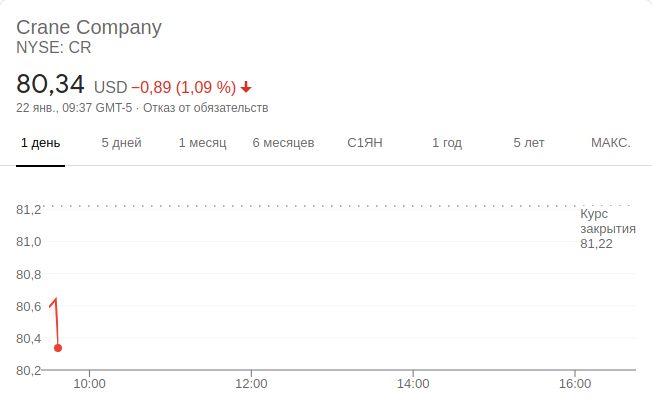 Crane Company
NYSE: CR
80,34 USD −0,89 (1,09 %)
22 янв., 09:37 GMT-5 · Отказ от обязательств
1 день 5 дней 1 месяц 6 месяцев С1ЯН 1 год 5 лет МАКС.
81,2
Курс
закрытия
81,22
81,0
80,8
80,6
80,4
80,2
10:00 12:00 14:00 16:00